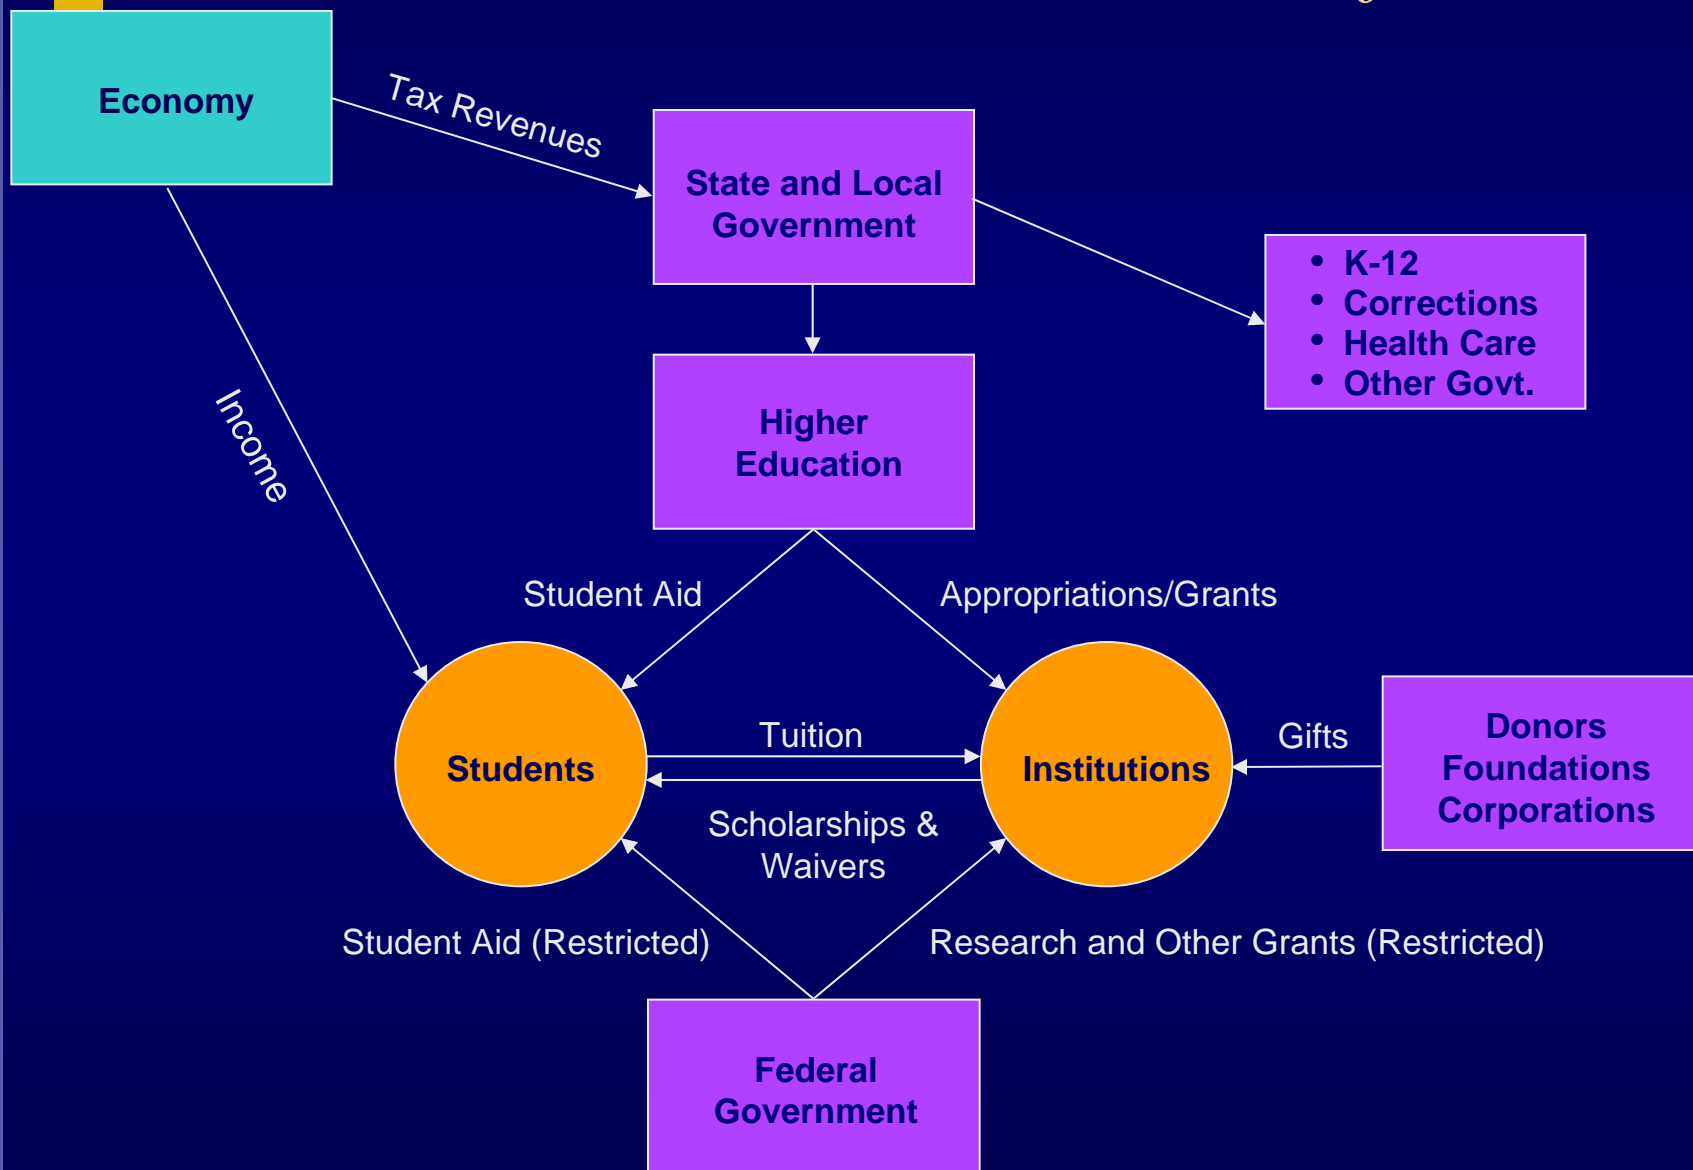 Economy
Tax Revenues
State and Local
Government
• K-12
• Corrections
• Health Care
• Other Govt.
Income
Higher
Education
Student Aid
Appropriations/Grants
Students
Tuition
Institutions
Gifts
Donors
Foundations
Corporations
Scholarships &
Waivers
Student Aid (Restricted)
Research and Other Grants (Restricted)
Federal
Government